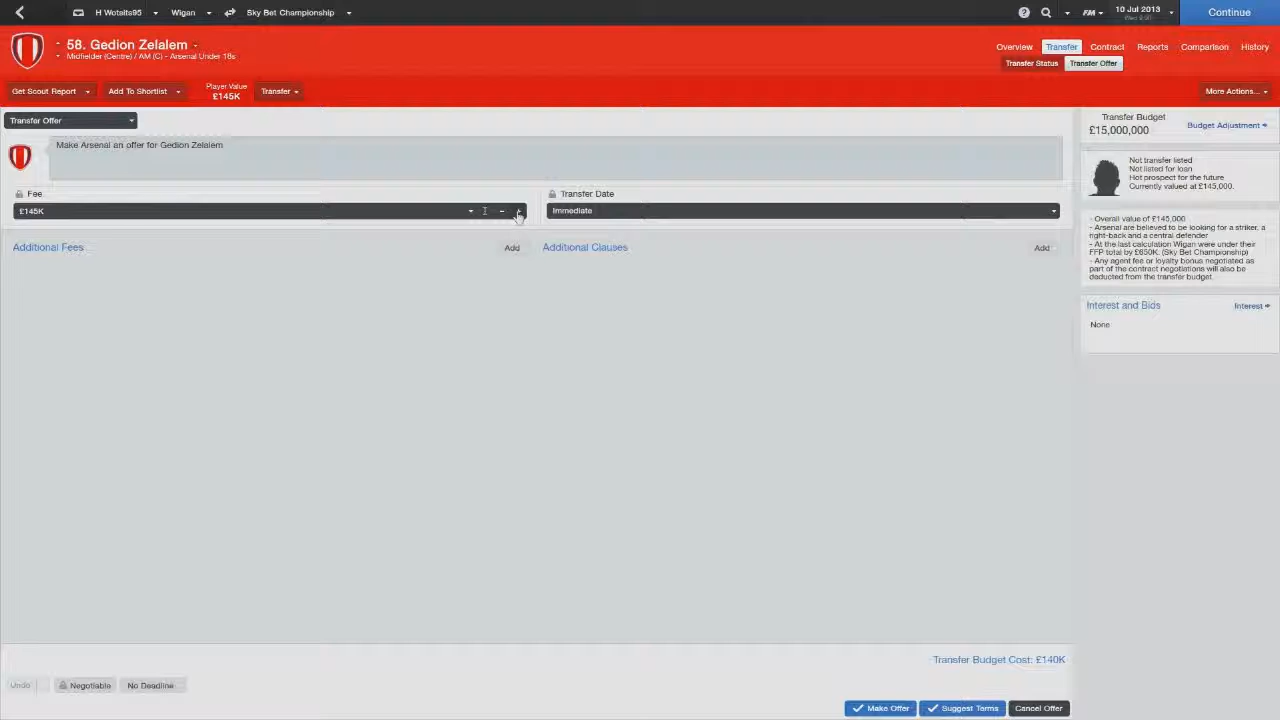 H Wotsits95 Wigan Sky Bet Championship FM 10 Jul 2013 Continue
58. Gedion Zelalem
Midfielder (Centre) / AM (C) - Arsenal Under 18s
Overview Transfer Contract Reports Comparison History
Transfer Status Transfer Offer
Get Scout Report Add To Shortlist Player Value Transfer More Actions...
£145K
Transfer Offer
Make Arsenal an offer for Gedion Zelalem
Fee
£145K
Transfer Date
Immediate
Additional Fees Add
Additional Clauses Add
Transfer Budget
£15,000,000
Budget Adjustment
Not transfer listed
Not listed for loan
Hot prospect for the future
Currently valued at £145,000.
- Overall value of £145,000
- Arsenal are believed to be looking for a striker, a
right-back and a central defender
- At the last calculation Wigan were under their
FFP total by £650K. (Sky Bet Championship)
- Any agent fee or loyalty bonus negotiated as
part of the contract negotiations will also be
deducted from the transfer budget.
Interest and Bids Interest
None
Transfer Budget Cost: £140K
Undo Negotiable No Deadline
Make Offer Suggest Terms Cancel Offer